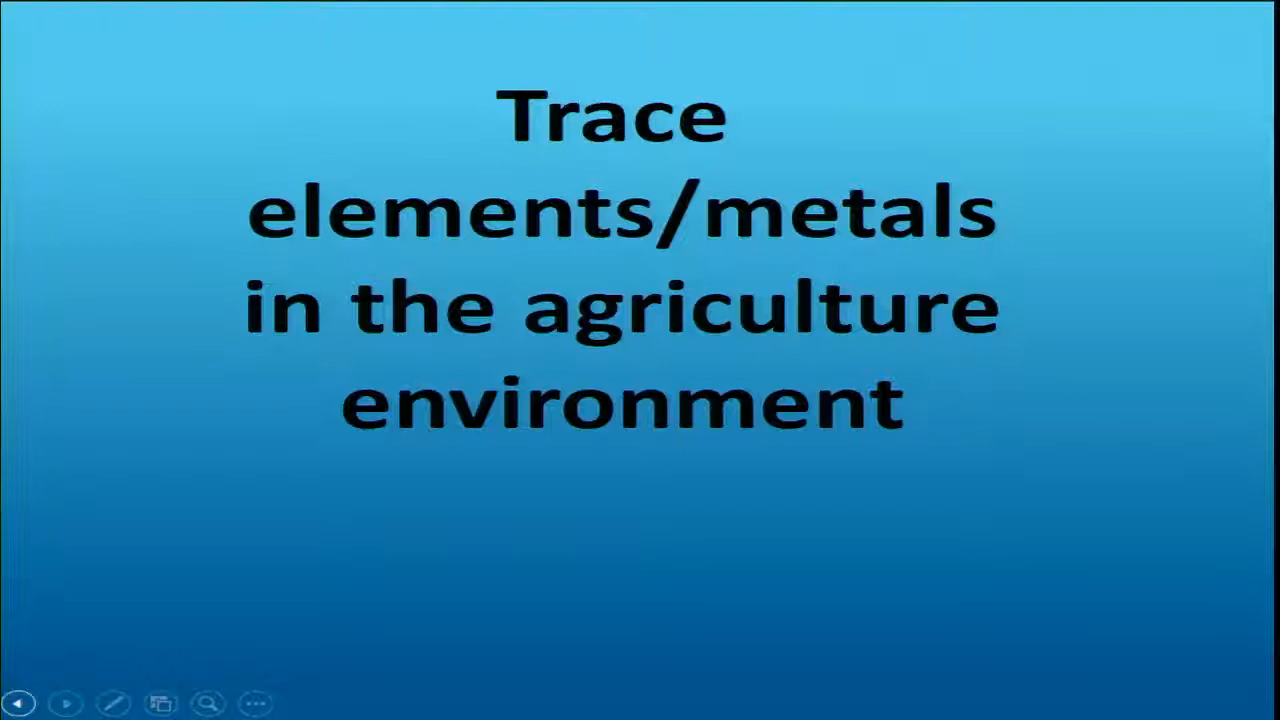 Trace
elements/metals
in the agriculture
environment